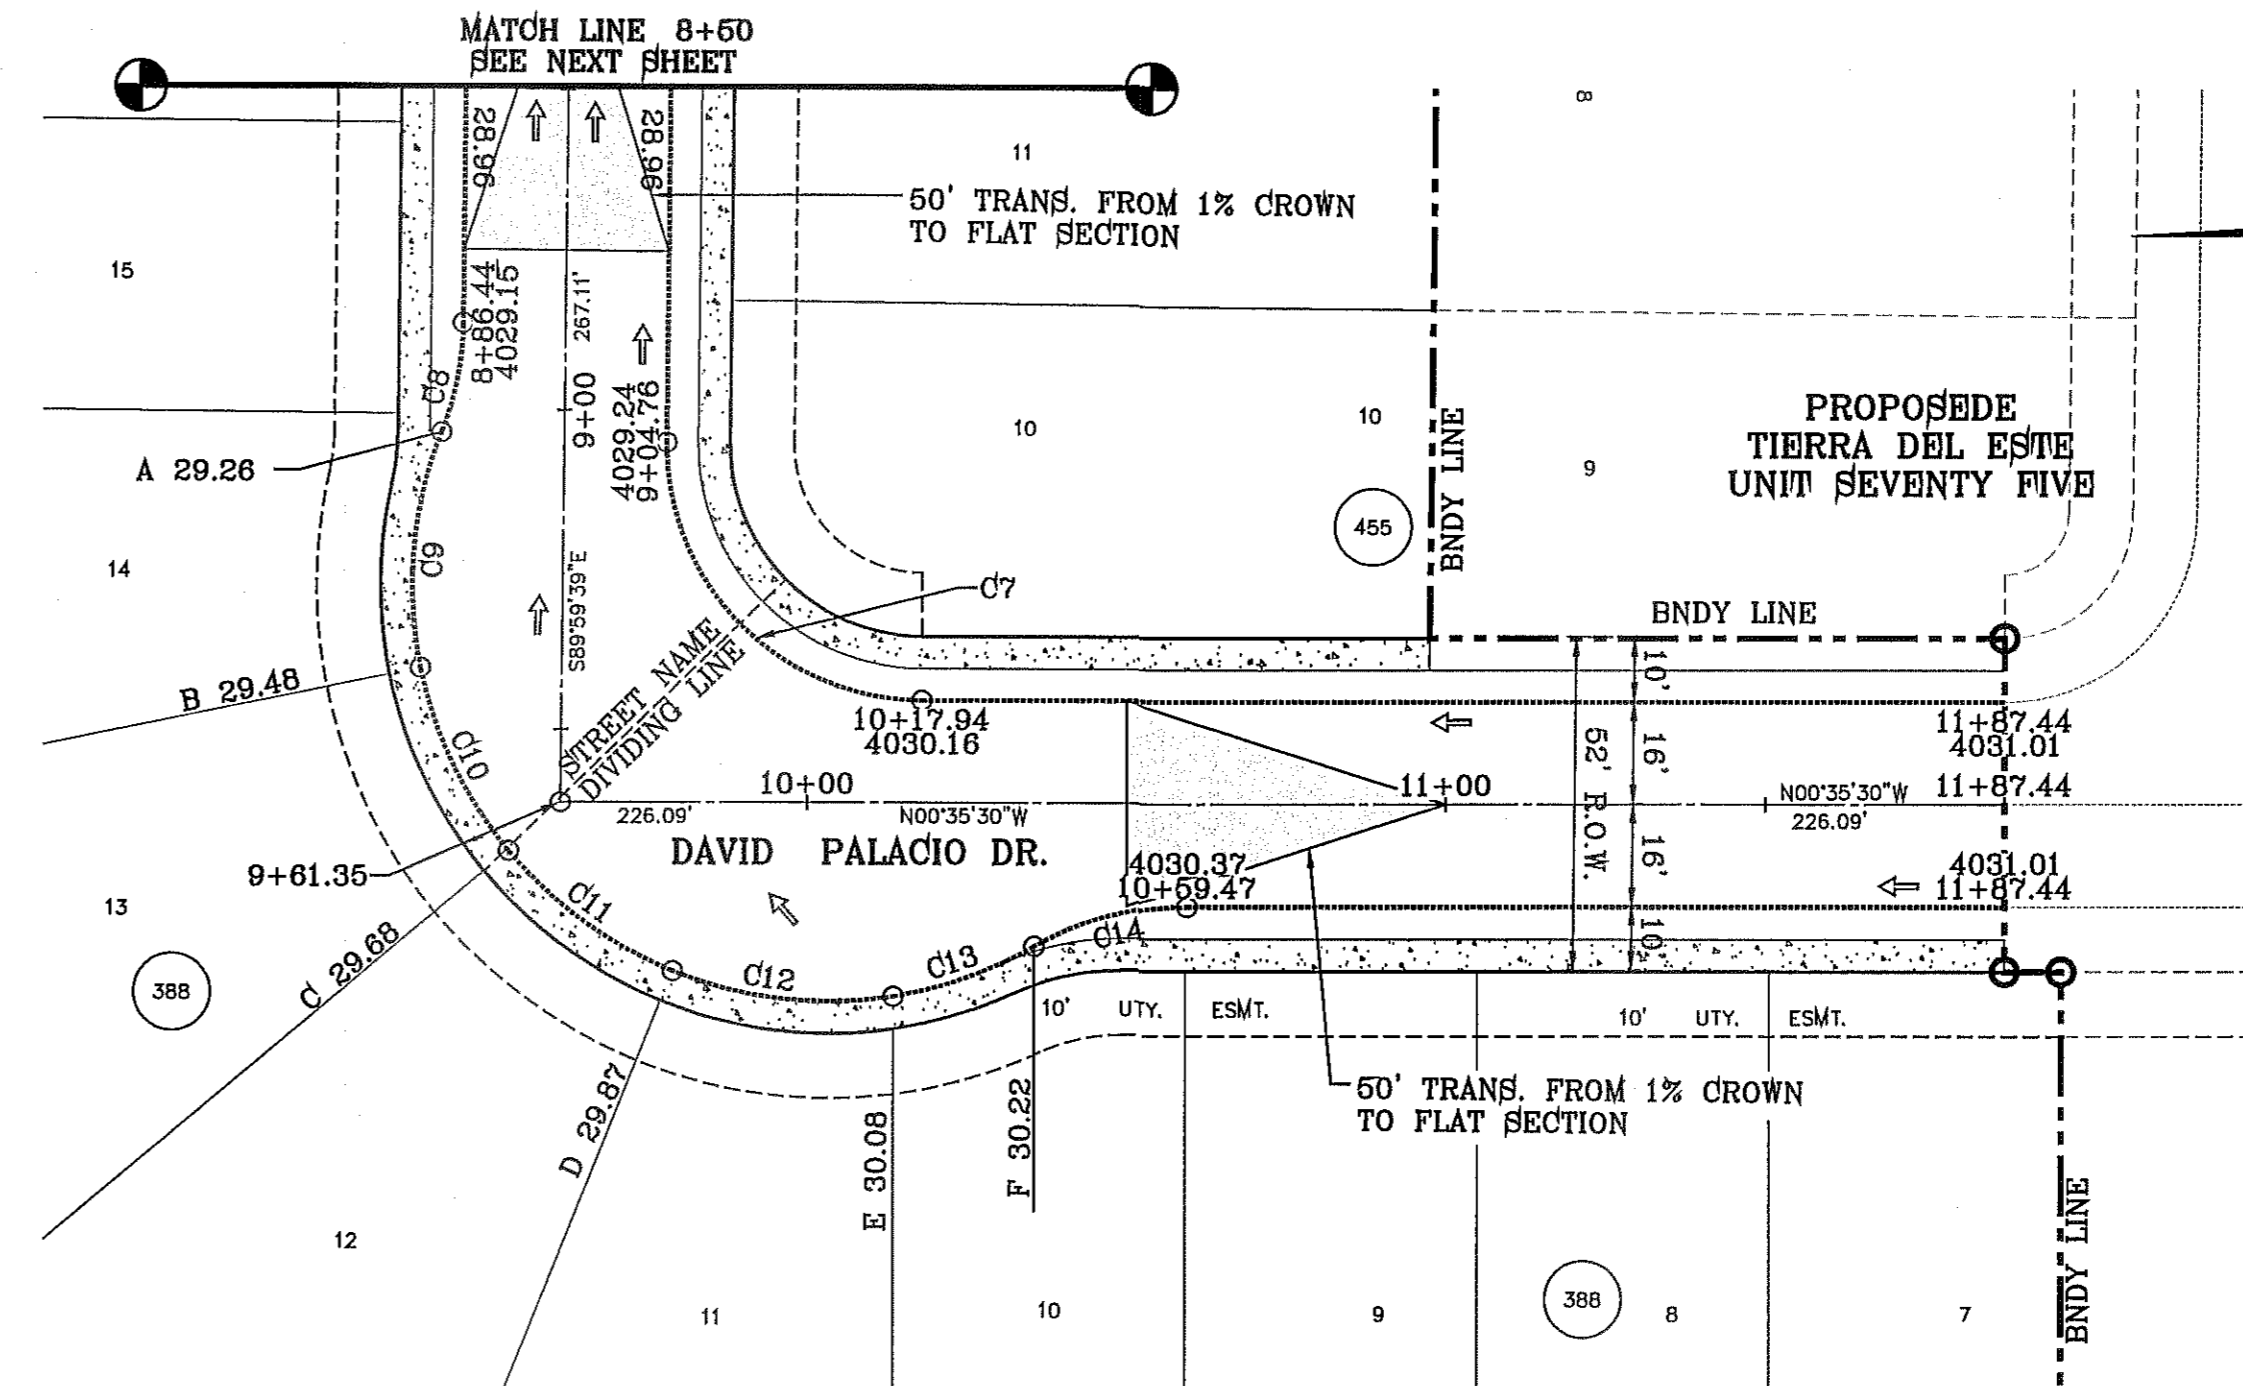 MATCH LINE 8+50
SEE NEXT SHEET
28.96
28.96
8
11
50' TRANS. FROM 1% CROWN
TO FLAT SECTION
15
8+86.44
4029.15
267.11'
9+00
4029.24
9+04.76
C8
A 29.26
10
10
BNDY LINE
9
PROPOSEDE
TIERRA DEL ESTE
UNIT SEVENTY FIVE
455
14
C9
S89°59'39"E
C7
BNDY LINE
STREET NAME
DIVIDING LINE
B 29.48
C10
10+17.94
4030.16
10'
16'
52' R.O.W.
16'
10'
11+87.44
4031.01
10+00
11+00
N00°35'30"W
11+87.44
226.09'
N00°35'30"W
226.09'
DAVID PALACIO DR.
9+61.35
4030.37
10+59.47
4031.01
11+87.44
13
C11
C 29.68
388
C12
C13
C14
10' UTY. ESMT.
10' UTY. ESMT.
D 29.87
E 30.08
F 30.22
50' TRANS. FROM 1% CROWN
TO FLAT SECTION
12
11
10
9
388
8
7
BNDY LINE